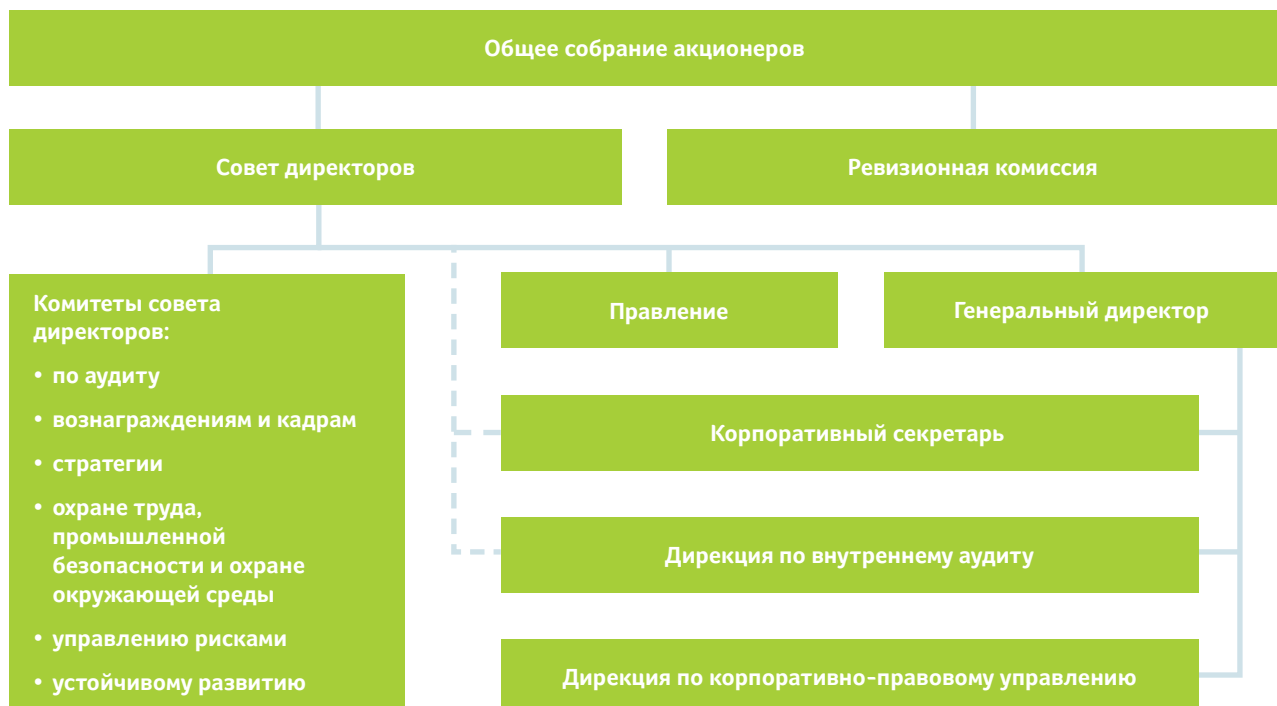 Общее собрание акционеров
Совет директоров
Ревизионная комиссия
Комитеты совета
директоров:
• по аудиту
• вознаграждениям и кадрам
• стратегии
• охране труда,
промышленной
безопасности и охране
окружающей среды
• управлению рисками
• устойчивому развитию
Правление
Генеральный директор
Корпоративный секретарь
Дирекция по внутреннему аудиту
Дирекция по корпоративно-правовому управлению